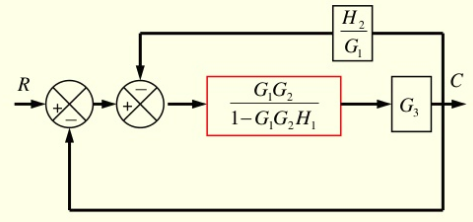 H₂
G₁
R
+
−
+
−
G₁G₂
1−G₁G₂H₁
G₃
C